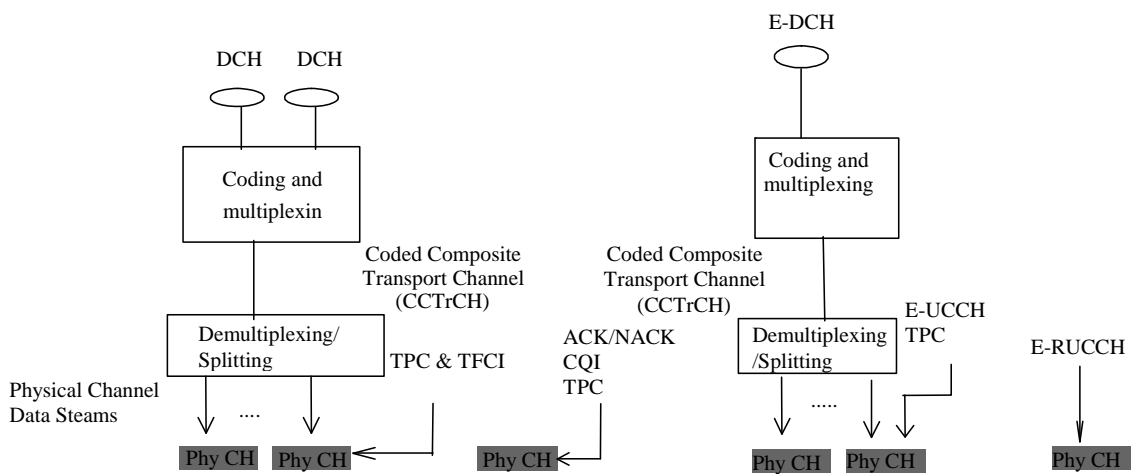 E-DCH
DCH
DCH
Coding and
multiplexin
Coding and
multiplexing
Coded Composite
Transport Channel
(CCTrCH)
Coded Composite
Transport Channel
(CCTrCH)
Demultiplexing/
Splitting
TPC & TFCI
ACK/NACK
CQI
TPC
Demultiplexing
/Splitting
E-UCCH
TPC
E-RUCCH
Physical Channel
Data Steams
....
.....
Phy CH
Phy CH
Phy CH
Phy CH
Phy CH
Phy CH